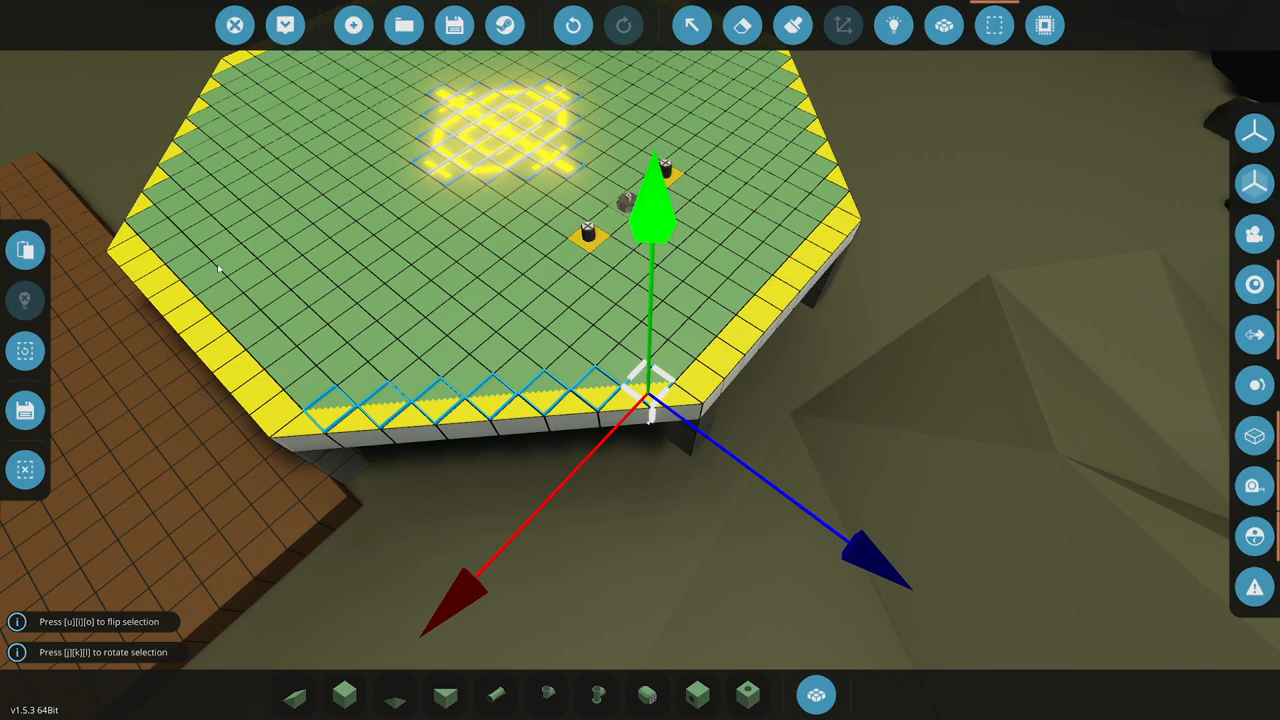 Press [u][i][o] to flip selection
Press [j][k][l] to rotate selection
v1.5.3 64Bit